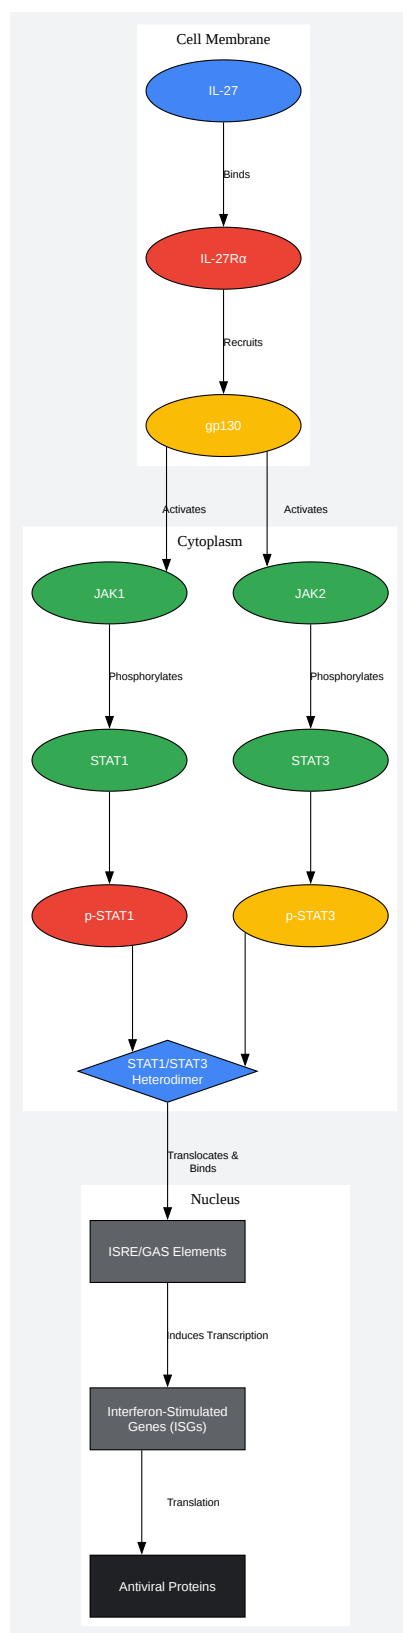 Cell Membrane
IL-27
Binds
IL-27Rα
Recruits
gp130
Activates
Activates
Cytoplasm
JAK1
JAK2
Phosphorylates
Phosphorylates
STAT1
STAT3
p-STAT1
p-STAT3
STAT1/STAT3
Heterodimer
Translocates &
Binds
Nucleus
ISRE/GAS Elements
Induces Transcription
Interferon-Stimulated
Genes (ISGs)
Translation
Antiviral Proteins